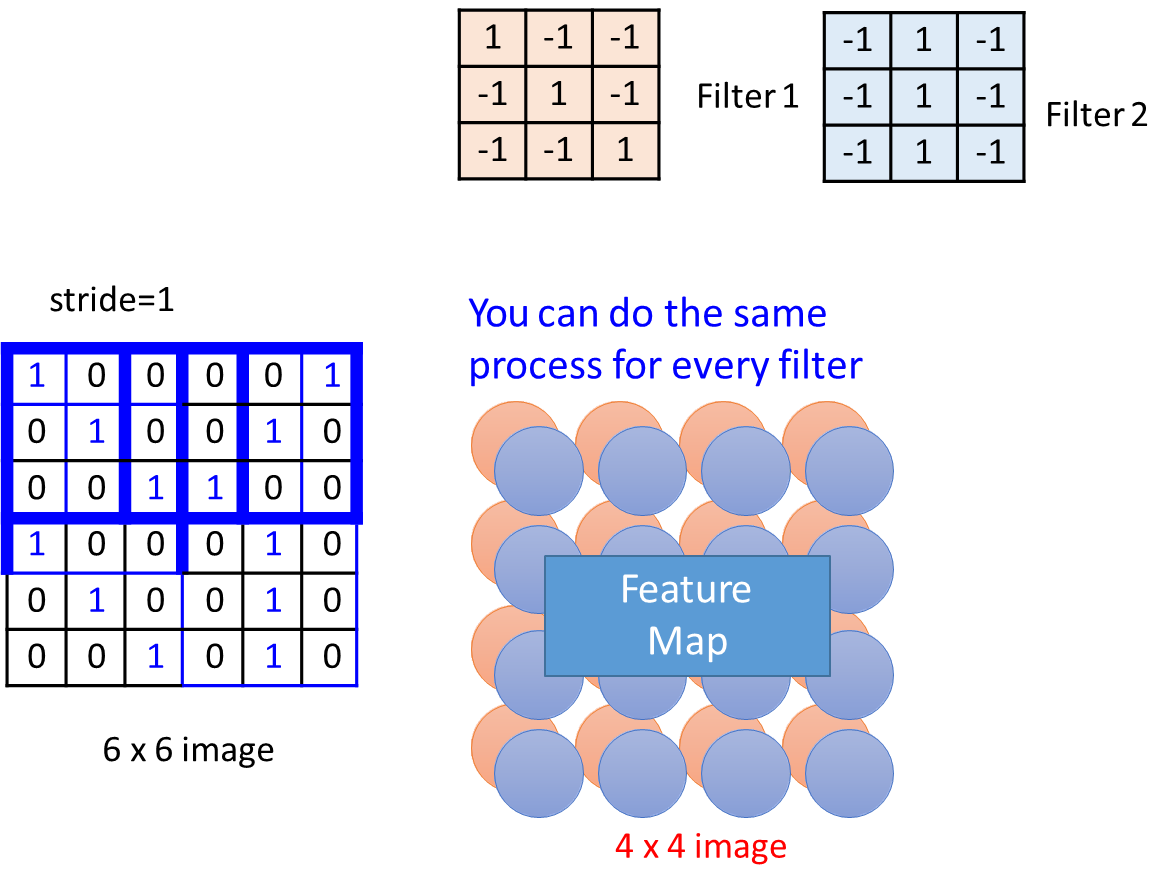 1 -1 -1
-1 1 -1
-1 -1 1
Filter 1
-1 1 -1
-1 1 -1
-1 1 -1
Filter 2
stride=1
1 0 0 0 0 1
0 1 0 0 1 0
0 0 1 1 0 0
1 0 0 0 1 0
0 1 0 0 1 0
0 0 1 0 1 0
6 x 6 image
You can do the same
process for every filter
Feature
Map
4 x 4 image